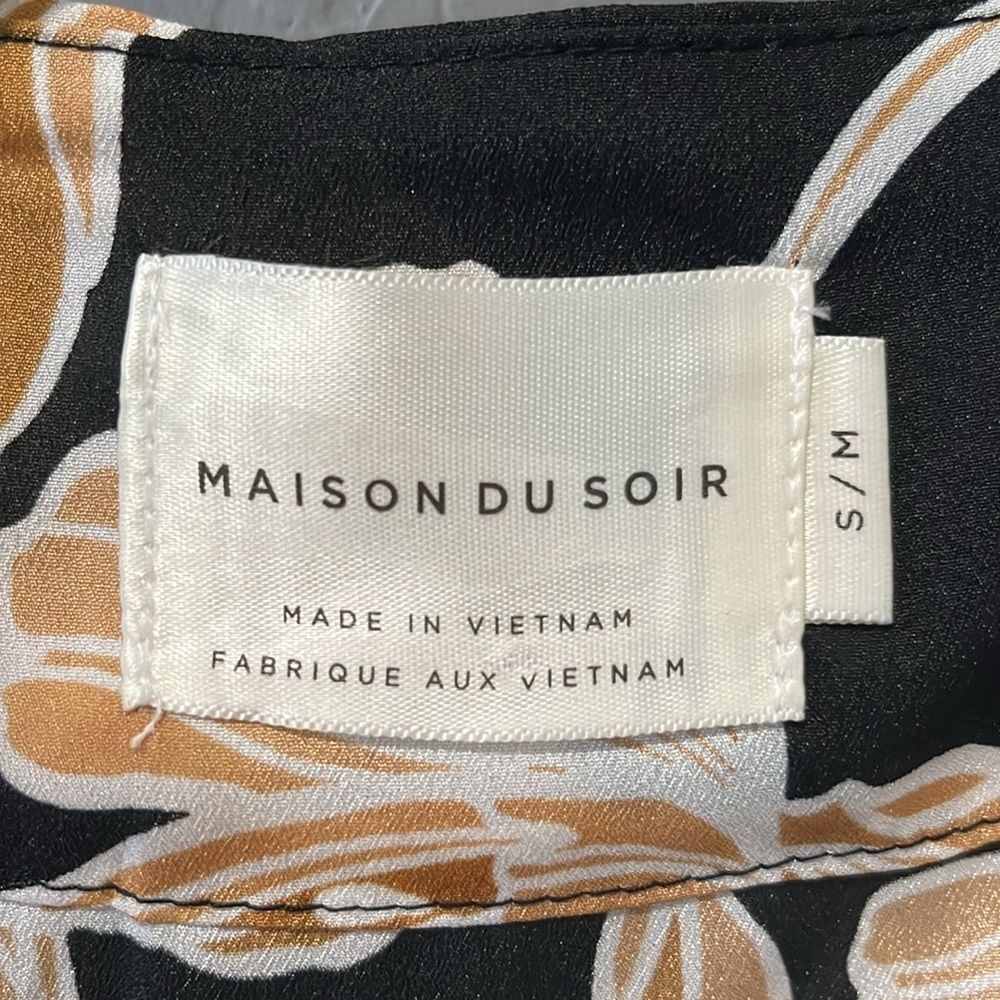 MAISON DU SOIR
MADE IN VIETNAM
FABRIQUE AUX VIETNAM
S/M